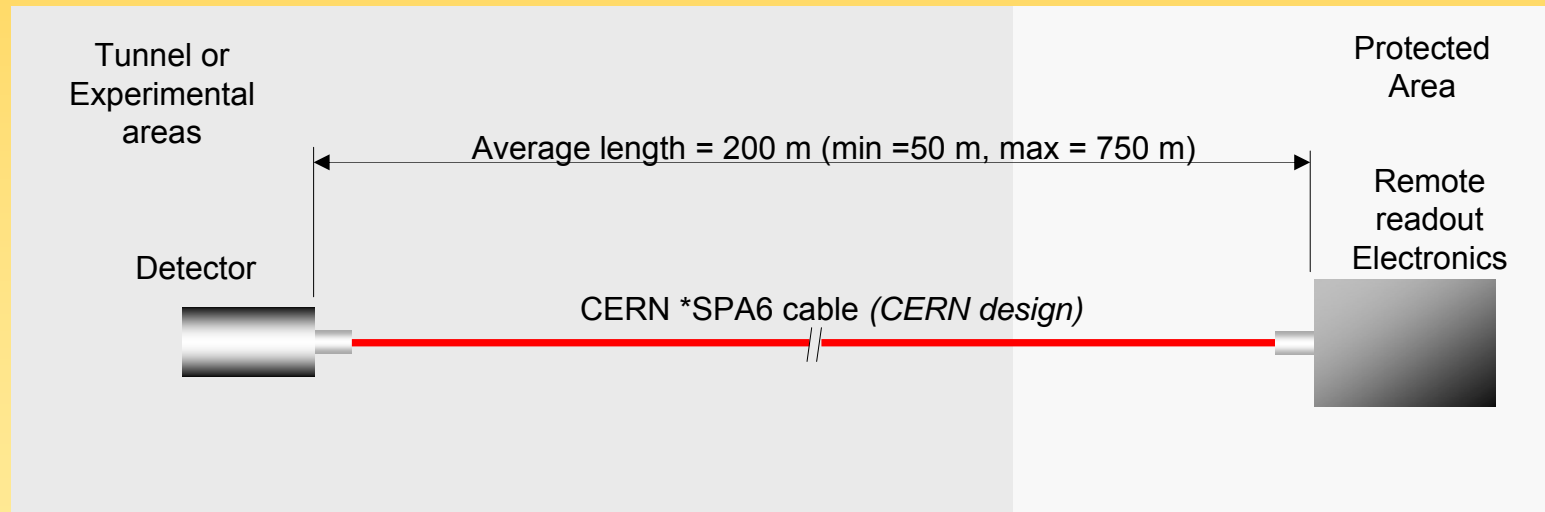 Tunnel or
Experimental
areas
Protected
Area
Average length = 200 m (min =50 m, max = 750 m)
Remote
readout
Electronics
Detector
CERN *SPA6 cable (CERN design)